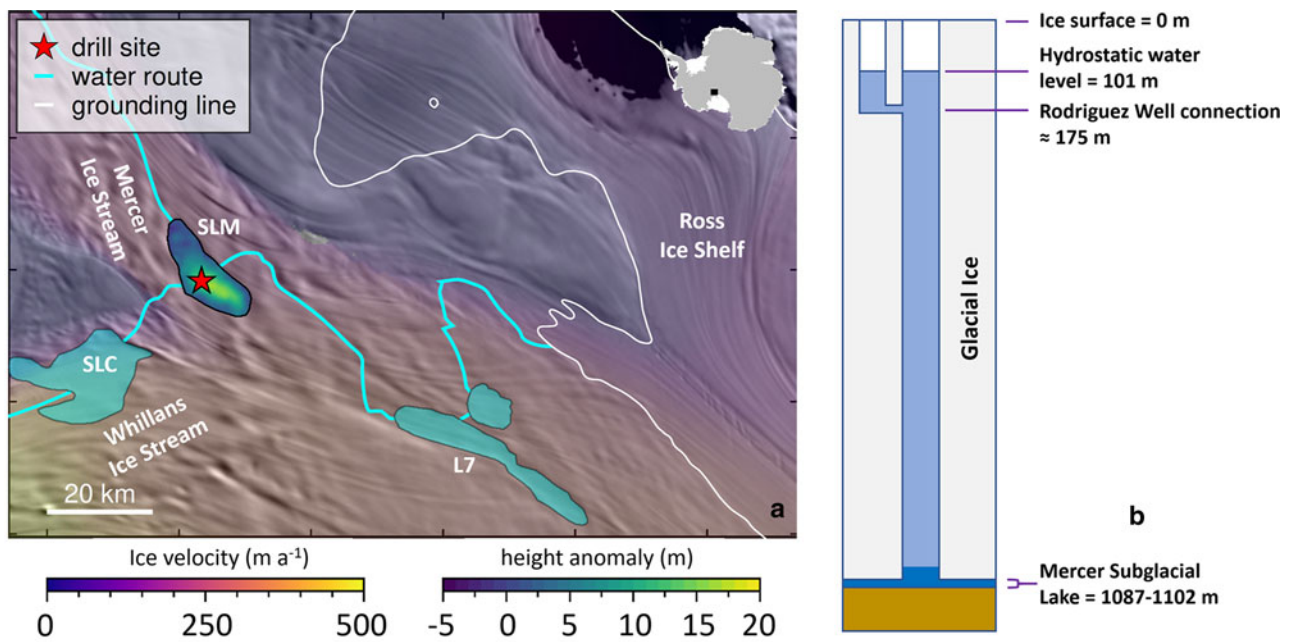 drill site
water route
grounding line
Mercer
Ice Stream
SLM
Ross
Ice Shelf
SLC
Whillans
Ice Stream
L7
20 km
a
Ice velocity (m a⁻¹)
0 250 500
height anomaly (m)
-5 0 5 10 15 20
Ice surface = 0 m
Hydrostatic water
level = 101 m
Rodriguez Well connection
≈ 175 m
Glacial Ice
b
Mercer Subglacial
Lake = 1087-1102 m